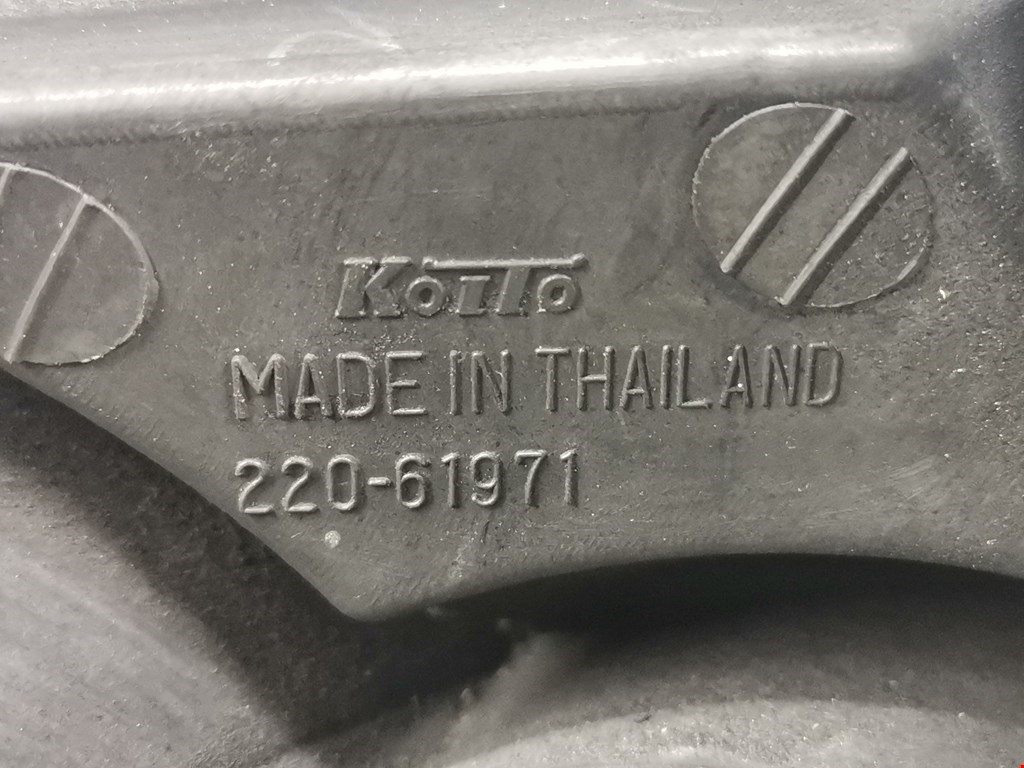 KoiTo
MADE IN THAILAND
220-61971